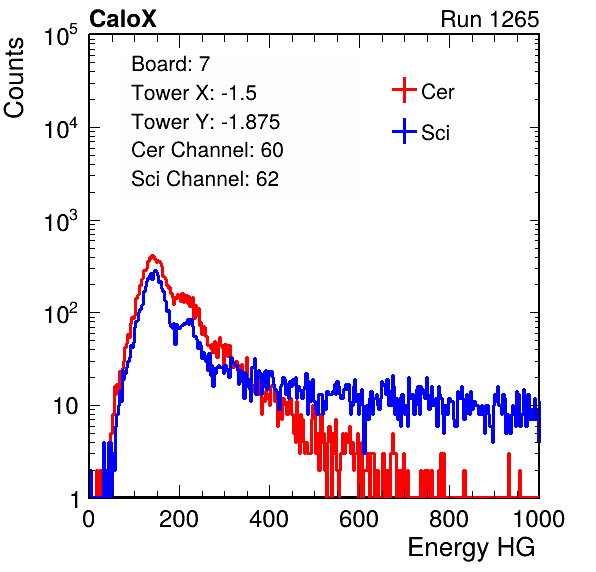 CaloX Run 1265
Counts
Board: 7
Tower X: -1.5
Tower Y: -1.875
Cer Channel: 60
Sci Channel: 62
Cer
Sci
10^5
10^4
10^3
10^2
10
1
0 200 400 600 800 1000
Energy HG